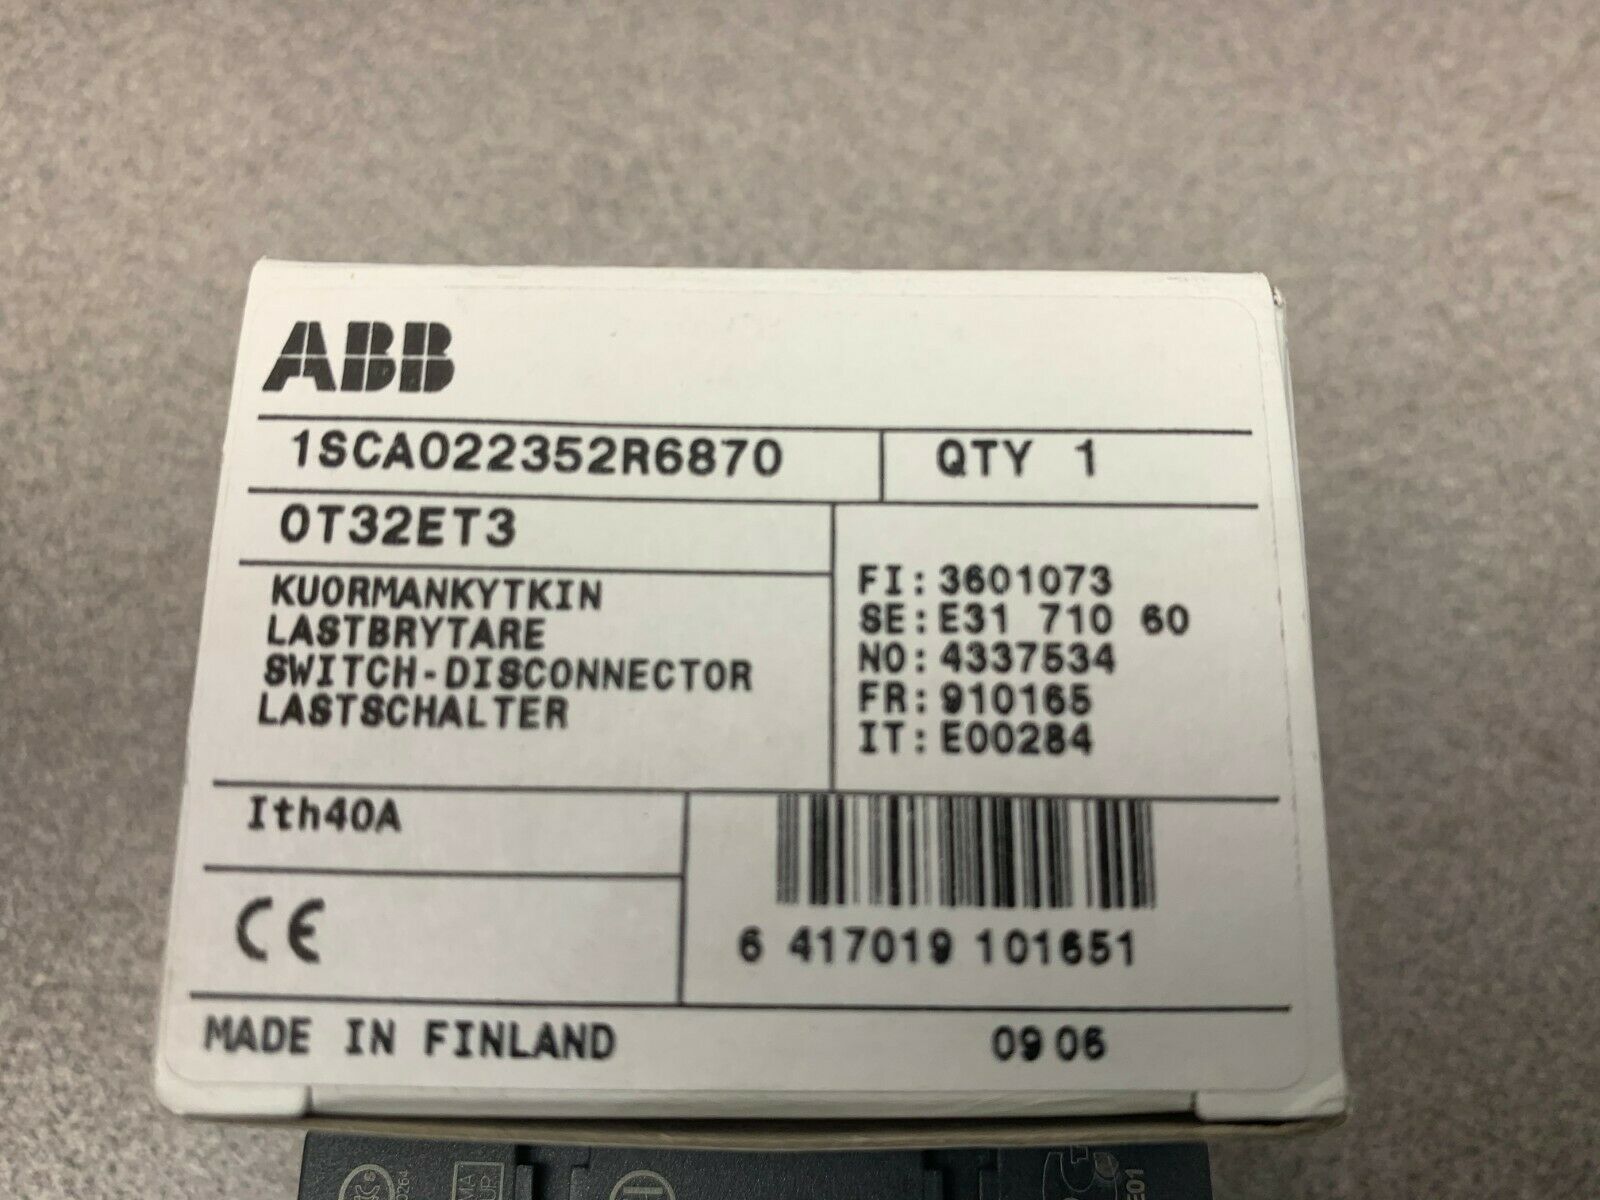 ABB
1SCA022352R6870
QTY 1
OT32ET3
KUORMANKYTKIN
LASTBRYTARE
SWITCH-DISCONNECTOR
LASTSCHALTER
FI:3601073
SE:E31 710 60
NO:4337534
FR:910165
IT:E00284
Ith40A
CE
6 417019 101651
MADE IN FINLAND
09 06